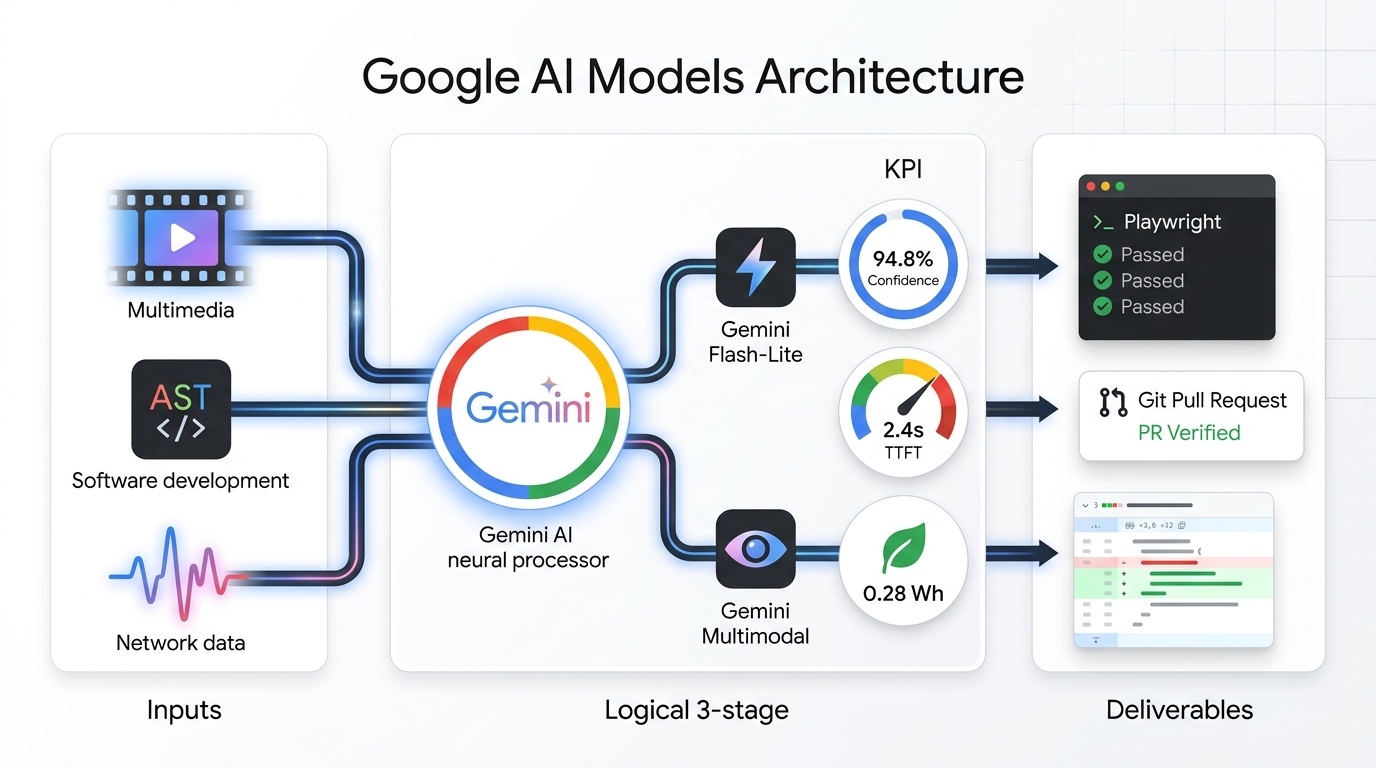 Google AI Models Architecture
Multimedia
AST
</>
Software development
Network data
Inputs
Gemini
Gemini AI
neural processor
Gemini
Flash-Lite
Gemini
Multimodal
KPI
94.8%
Confidence
2.4s
TTFT
0.28 Wh
Logical 3-stage
>_ Playwright
Passed
Passed
Passed
Git Pull Request
PR Verified
Deliverables